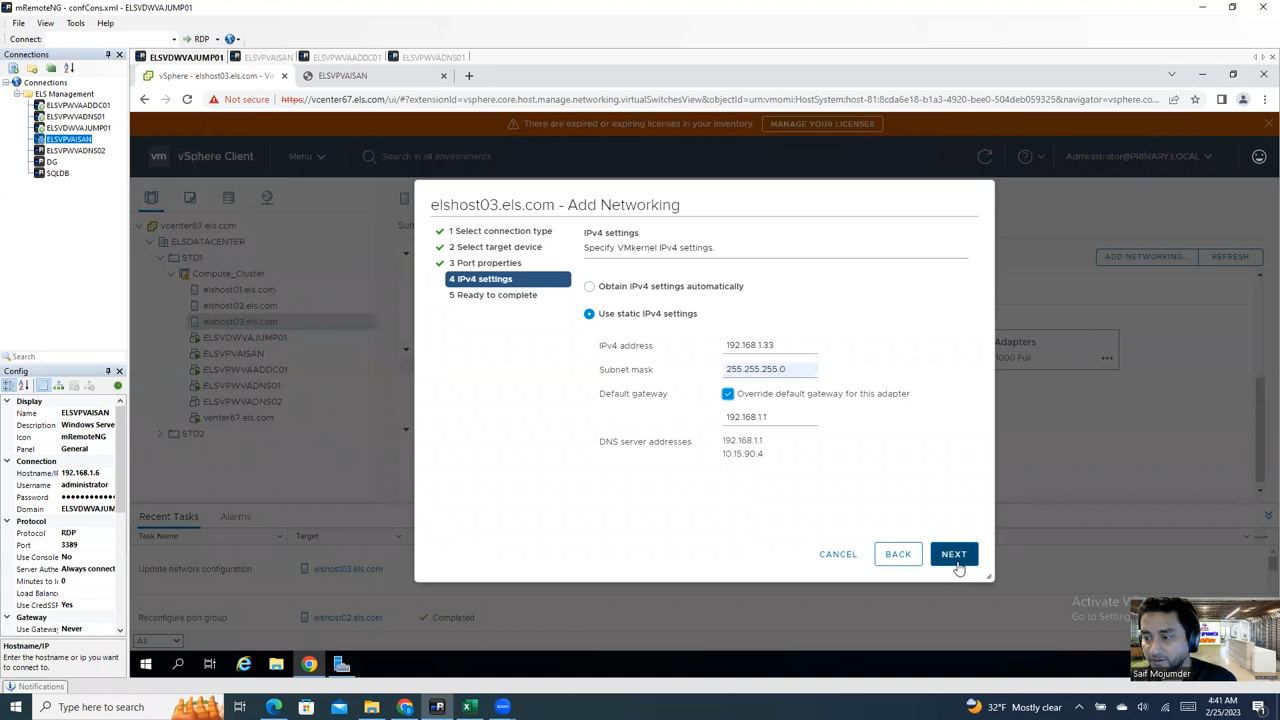 mRemoteNG - confCons.xml - ELSVDWVAJUMP01
File View Tools Help
Connect: RDP
Connections
Connections
ELS Management
ELSVPWVAADDC01
ELSVPWVADNS01
ELSVDWVAJUMP01
ELSVPVAISAN
ELSVPWVADNS02
DG
SQLDB
Search
Config
Display
Name ELSVPVAISAN
Description Windows Serve
Icon mRemoteNG
Panel General
Connection
Hostname/IF 192.168.1.6
Username administrator
Password ●●●●●●●●●●●
Domain ELSVDWVAJUM
Protocol
Protocol RDP
Port 3389
Use Console No
Server Auth Always connect
Minutes to I 0
Load Balanc
Use CredSSP Yes
Gateway
Use Gatewa Never
Hostname/IP
Enter the hostname or ip you want to connect to.
Notifications
ELSVDWVAJUMP01 ELSVPVAISAN ELSVPWVAADDC01 ELSVPWVADNS01
vSphere - elshost03.els.com - Vi ELSVPVAISAN
Not secure https://vcenter67.els.com/ui/#?extensionId=vsphere.core.host.manage.networking.virtualSwitchesView&objectId=urn:vmomi:HostSystem:host-81:8cda6e18-b1a3-4920-bee0-504deb059325&navigator=vsphere.c...
There are expired or expiring licenses in your inventory. MANAGE YOUR LICENSES
vm vSphere Client Menu Search in all environments Administrator@PRIMARY.LOCAL
vcenter67.els.com
ELSDATACENTER
STD1
Compute_Cluster
elshost01.els.com
elshost02.els.com
elshost03.els.com
ELSVDWVAJUMP01
ELSVPVAISAN
ELSVPWVAADDC01
ELSVPWVADNS01
ELSVPWVADNS02
venter67.els.com
STD2
Sum
ADD NETWORKING... REFRESH
Adapters
1000 Full
elshost03.els.com - Add Networking
1 Select connection type
2 Select target device
3 Port properties
4 IPv4 settings
5 Ready to complete
IPv4 settings
Specify VMkernel IPv4 settings.
Obtain IPv4 settings automatically
Use static IPv4 settings
IPv4 address 192.168.1.33
Subnet mask 255.255.255.0
Default gateway Override default gateway for this adapter
192.168.1.1
DNS server addresses 192.168.1.1
10.15.90.4
CANCEL BACK NEXT
Recent Tasks Alarms
Task Name Target
Update network configuration elshost03.els.com
Reconfigure port group elshost02.els.com Completed
All
Activate W
Go to Setting
Saif Mojumder
Type here to search
32°F Mostly clear
4:41 AM
2/25/2023